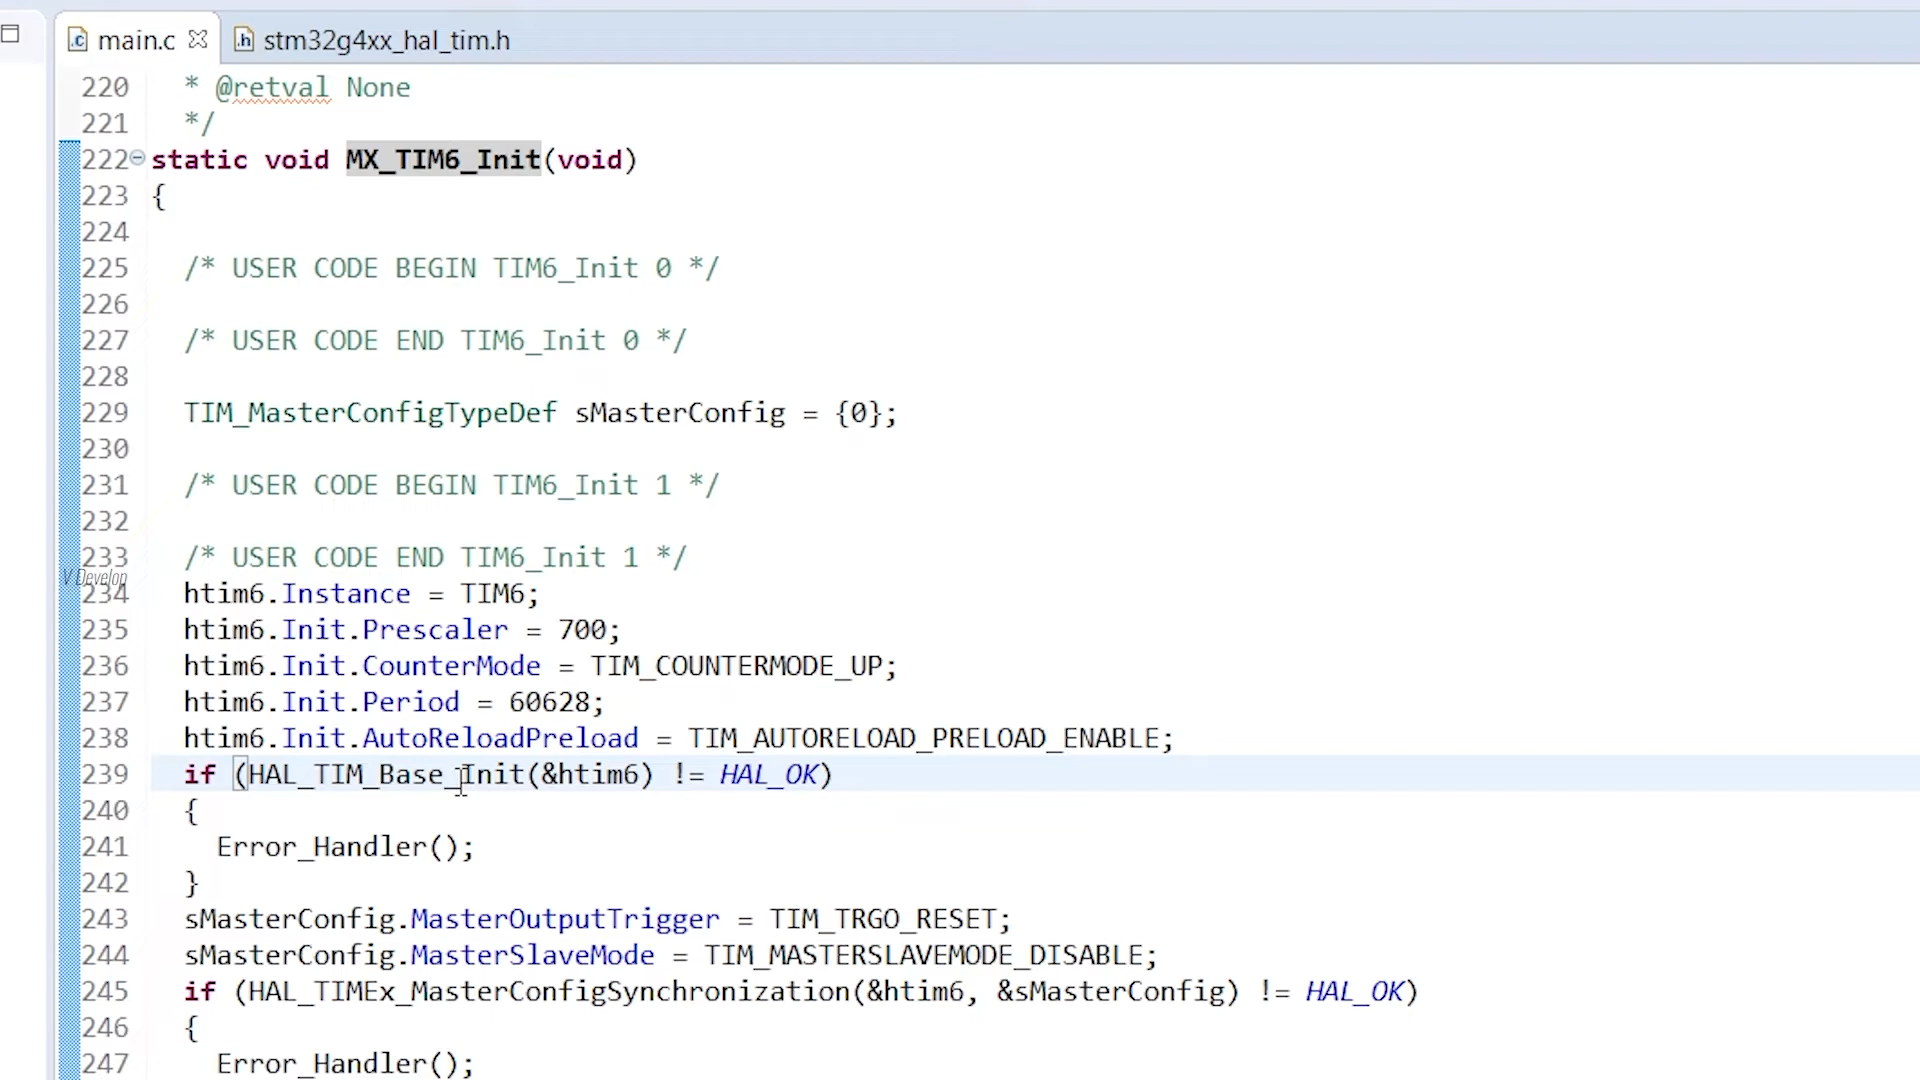 main.c
stm32g4xx_hal_tim.h
220 * @retval None
221 */
222 static void MX_TIM6_Init(void)
223 {
224
225 /* USER CODE BEGIN TIM6_Init 0 */
226
227 /* USER CODE END TIM6_Init 0 */
228
229 TIM_MasterConfigTypeDef sMasterConfig = {0};
230
231 /* USER CODE BEGIN TIM6_Init 1 */
232
233 /* USER CODE END TIM6_Init 1 */
V Develop
234 htim6.Instance = TIM6;
235 htim6.Init.Prescaler = 700;
236 htim6.Init.CounterMode = TIM_COUNTERMODE_UP;
237 htim6.Init.Period = 60628;
238 htim6.Init.AutoReloadPreload = TIM_AUTORELOAD_PRELOAD_ENABLE;
239 if (HAL_TIM_Base_Init(&htim6) != HAL_OK)
240 {
241 Error_Handler();
242 }
243 sMasterConfig.MasterOutputTrigger = TIM_TRGO_RESET;
244 sMasterConfig.MasterSlaveMode = TIM_MASTERSLAVEMODE_DISABLE;
245 if (HAL_TIMEx_MasterConfigSynchronization(&htim6, &sMasterConfig) != HAL_OK)
246 {
247 Error_Handler();